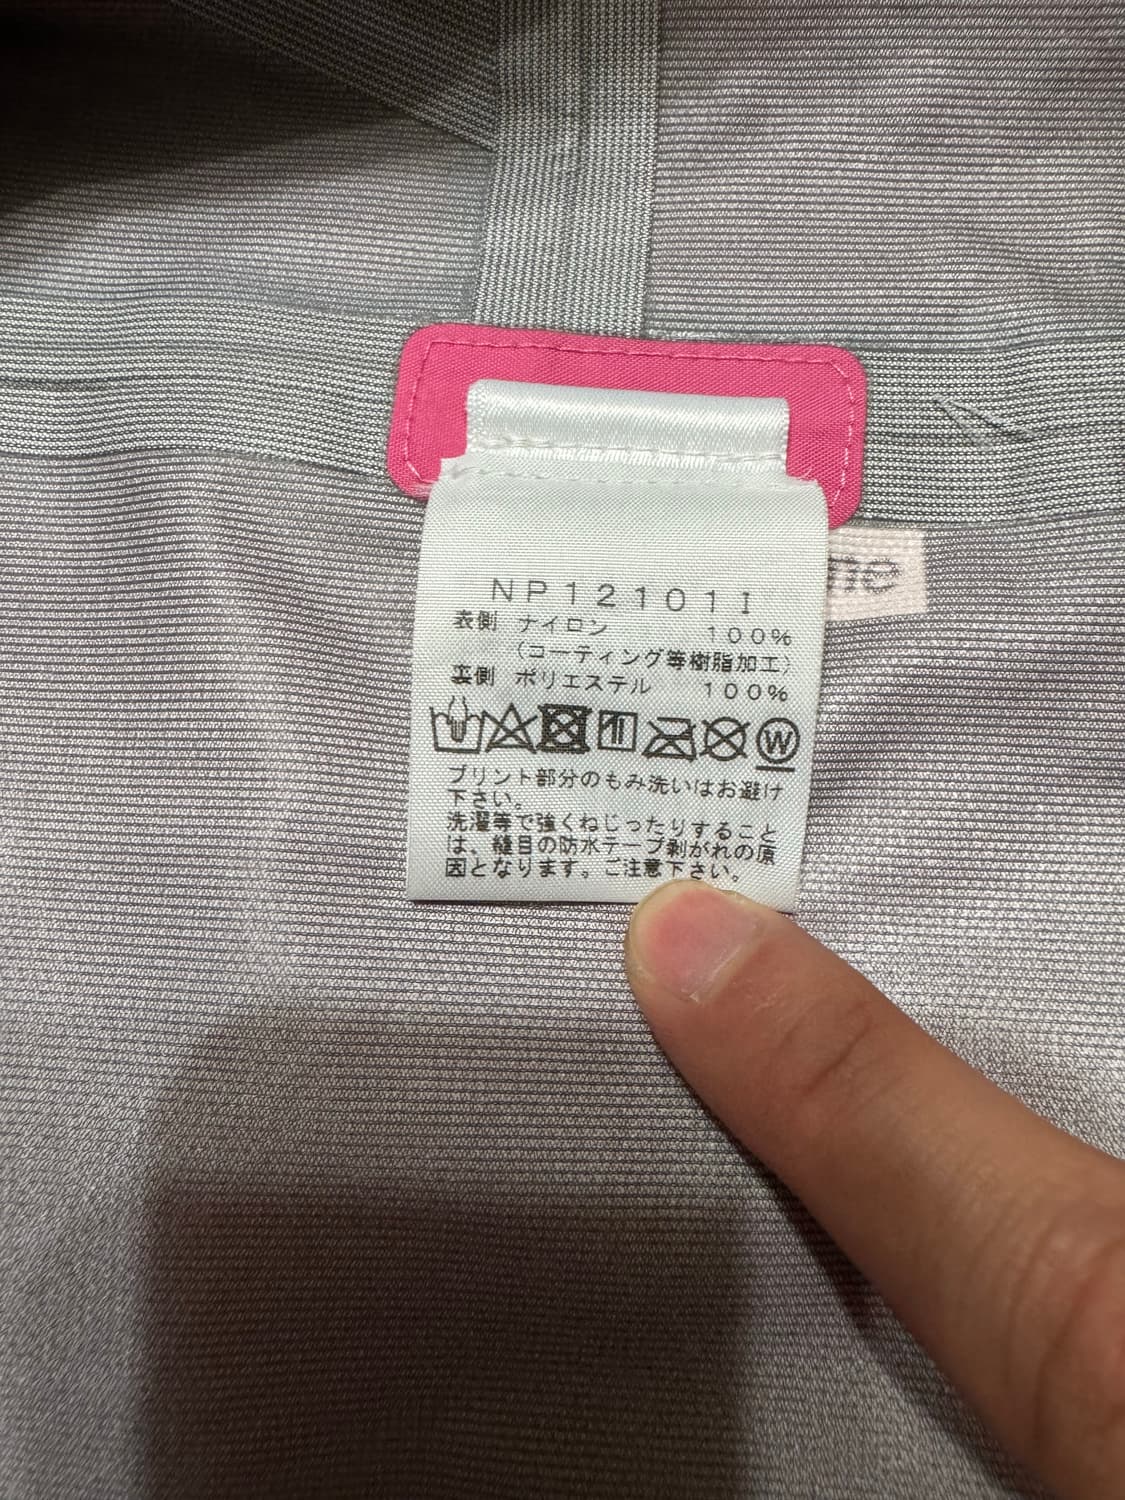 NP12101I
表側 ナイロン 100%
(コーティング等樹脂加工)
裏側 ポリエステル 100%
W
プリント部分のもみ洗いはお避け
下さい。
洗濯等で強くねじったりすること
は、縫目の防水テープ剥がれの原
因となります。ご注意下さい。
me